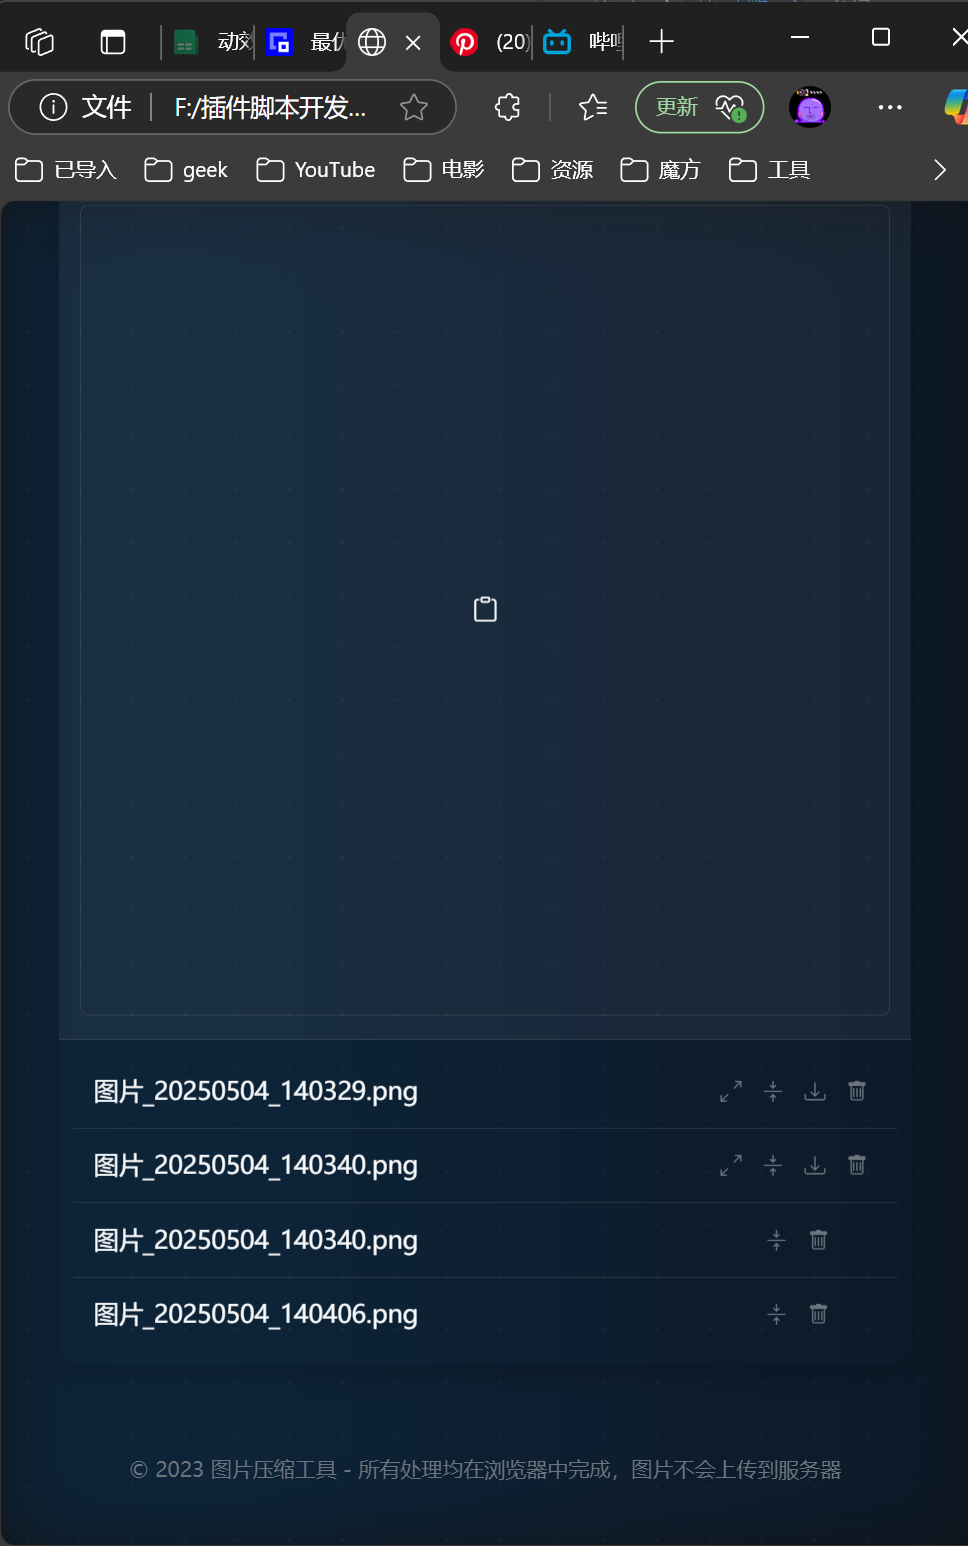 动效
最优
(20)
哔哩
文件
F:/插件脚本开发...
更新
已导入
geek
YouTube
电影
资源
魔方
工具
图片_20250504_140329.png
图片_20250504_140340.png
图片_20250504_140340.png
图片_20250504_140406.png
© 2023 图片压缩工具 - 所有处理均在浏览器中完成，图片不会上传到服务器